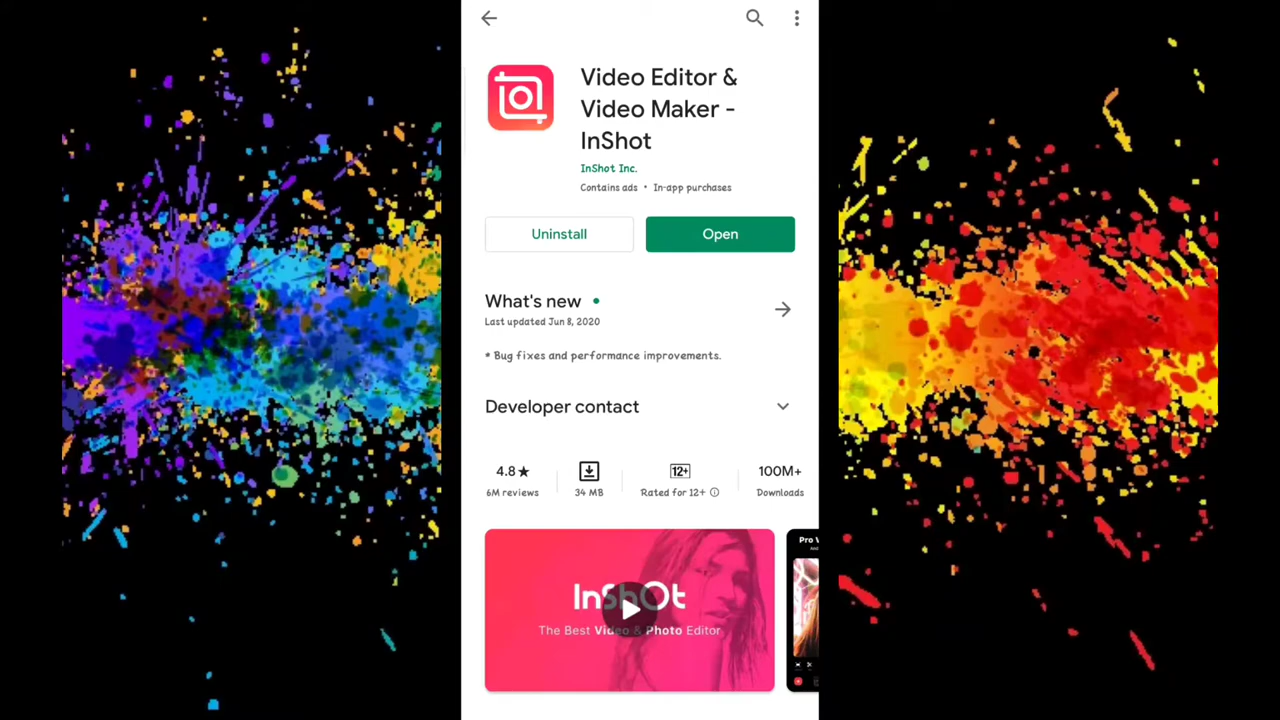 Video Editor &
Video Maker -
InShot
InShot Inc.
Contains ads • In-app purchases
Uninstall
Open
What's new •
Last updated Jun 8, 2020
* Bug fixes and performance improvements.
Developer contact
4.8★
12+
100M+
6M reviews
34 MB
Rated for 12+
Downloads
InShOt
The Best Video & Photo Editor
Pro V